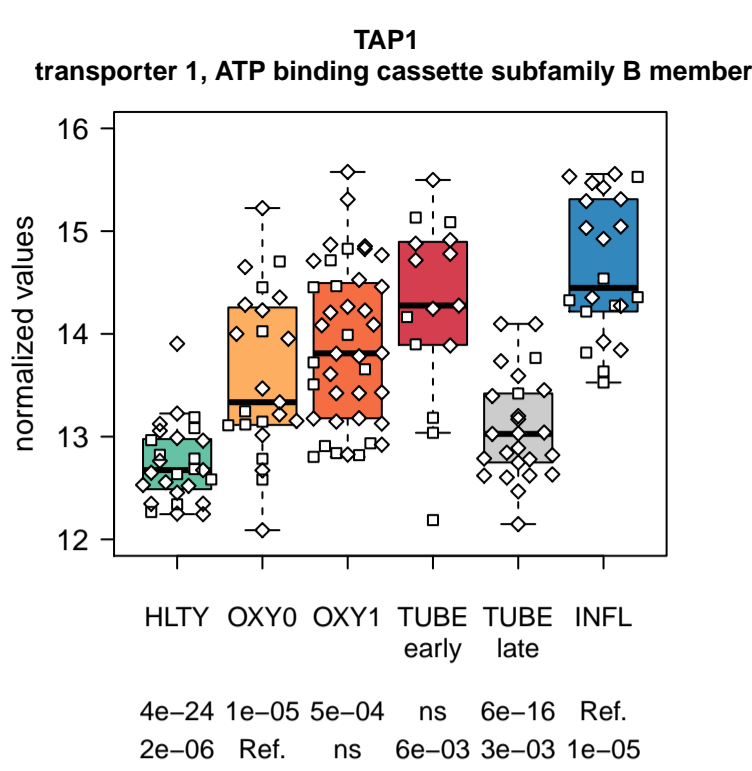 TAP1
transporter 1, ATP binding cassette subfamily B member
normalized values
16
15
14
13
12
HLTY OXY0 OXY1 TUBE TUBE INFL
early late
4e−24 1e−05 5e−04 ns 6e−16 Ref.
2e−06 Ref. ns 6e−03 3e−03 1e−05